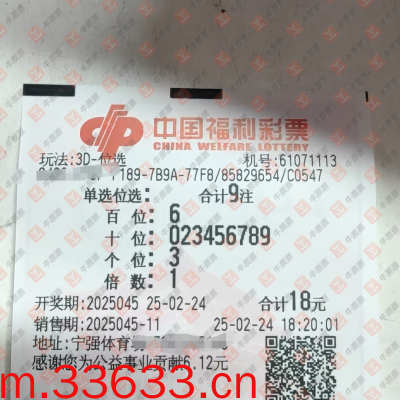 中国福利彩票
CHINA WELFARE LOTTERY
玩法:3D-位选 机号:61071113
189-7B9A-77F8/85829654/C0547
单选位选: 合计9注
百 位: 6
十 位: 023456789
个 位: 3
倍 数: 1
开奖期:2025045 25-02-24 合计18元
销售期:2025045-11 25-02-24 18:20:01
地址:宁强体育
感谢您为公益事业贡献6.12元
m.33633.cn